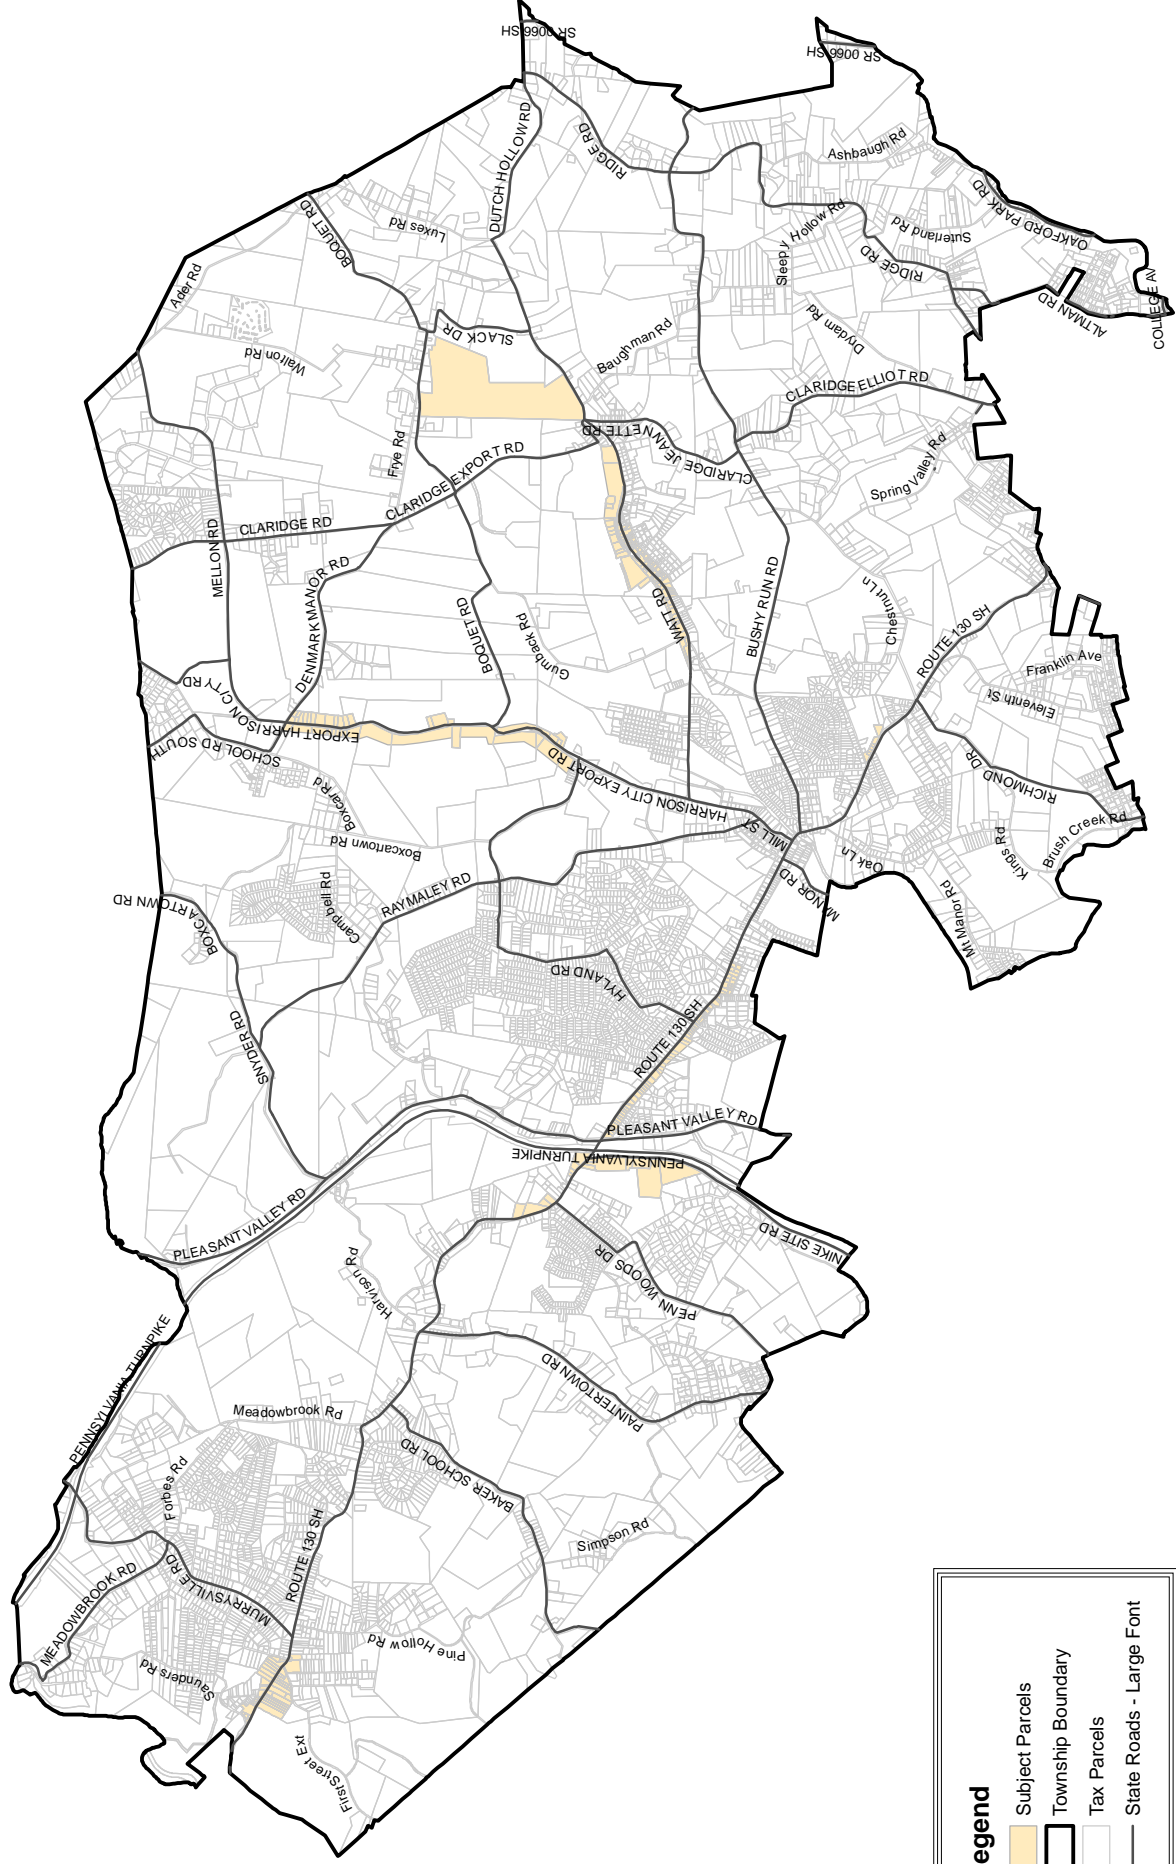 SR 0066 SH
SR 0066 SH
DUTCH HOLLOW RD
RIDGE RD
Ashbaugh Rd
BOQUET RD
Luxes Rd
Ader Rd
Sleepy Hollow Rd
Suterland Rd
OAKFORD PARK RD
RIDGE RD
ALTMAN RD
COLLEGE AV
SLACK DR
Walton Rd
Baughman Rd
Drydam Rd
CLARIDGE ELLIOT RD
Frye Rd
CLARIDGE EXPORT RD
CLARIDGE JEANNETTE RD
Spring Valley Rd
CLARIDGE RD
MELLON RD
DENMARK MANOR RD
BOQUET RD
Gumback Rd
WATT RD
BUSHY RUN RD
Chestnut Ln
ROUTE 130 SH
Franklin Ave
Eleventh St
EXPORT HARRISON CITY RD
SCHOOL RD SOUTH
HARRISON CITY EXPORT RD
RICHMOND DR
Boxcar Rd
Boxcartown Rd
MILL ST
Oak Ln
Kings Rd
Brush Creek Rd
MANOR RD
Mt Manor Rd
BOXCARTOWN RD
Campbell Rd
RAYMALEY RD
HYLAND RD
SNYDER RD
ROUTE 130 SH
PLEASANT VALLEY RD
PENNSYLVANIA TURNPIKE
PLEASANT VALLEY RD
NIKE SITE RD
PENN WOODS DR
Harvison Rd
PENNSYLVANIA TURNPIKE
PAINTERTOWN RD
Meadowbrook Rd
BAKER SCHOOL RD
Forbes Rd
ROUTE 130 SH
Simpson Rd
MEADOWBROOK RD
MURRYSVILLE RD
Pine Hollow Rd
Saunders Rd
First Street Ext
egend
Subject Parcels
Township Boundary
Tax Parcels
State Roads - Large Font